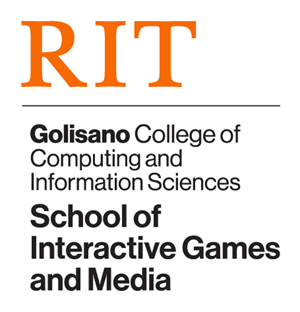 RIT
Golisano College of
Computing and
Information Sciences
School of
Interactive Games
and Media